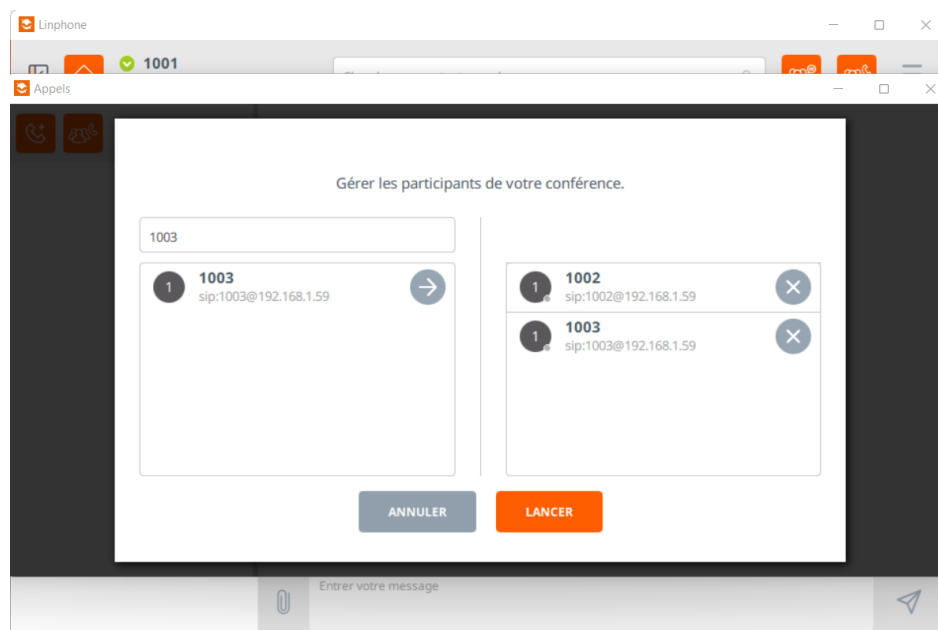 Linphone
1001
Appels
Gérer les participants de votre conférence.
1003
1
1003
sip:1003@192.168.1.59
1
1002
sip:1002@192.168.1.59
1
1003
sip:1003@192.168.1.59
ANNULER
LANCER
Entrer votre message